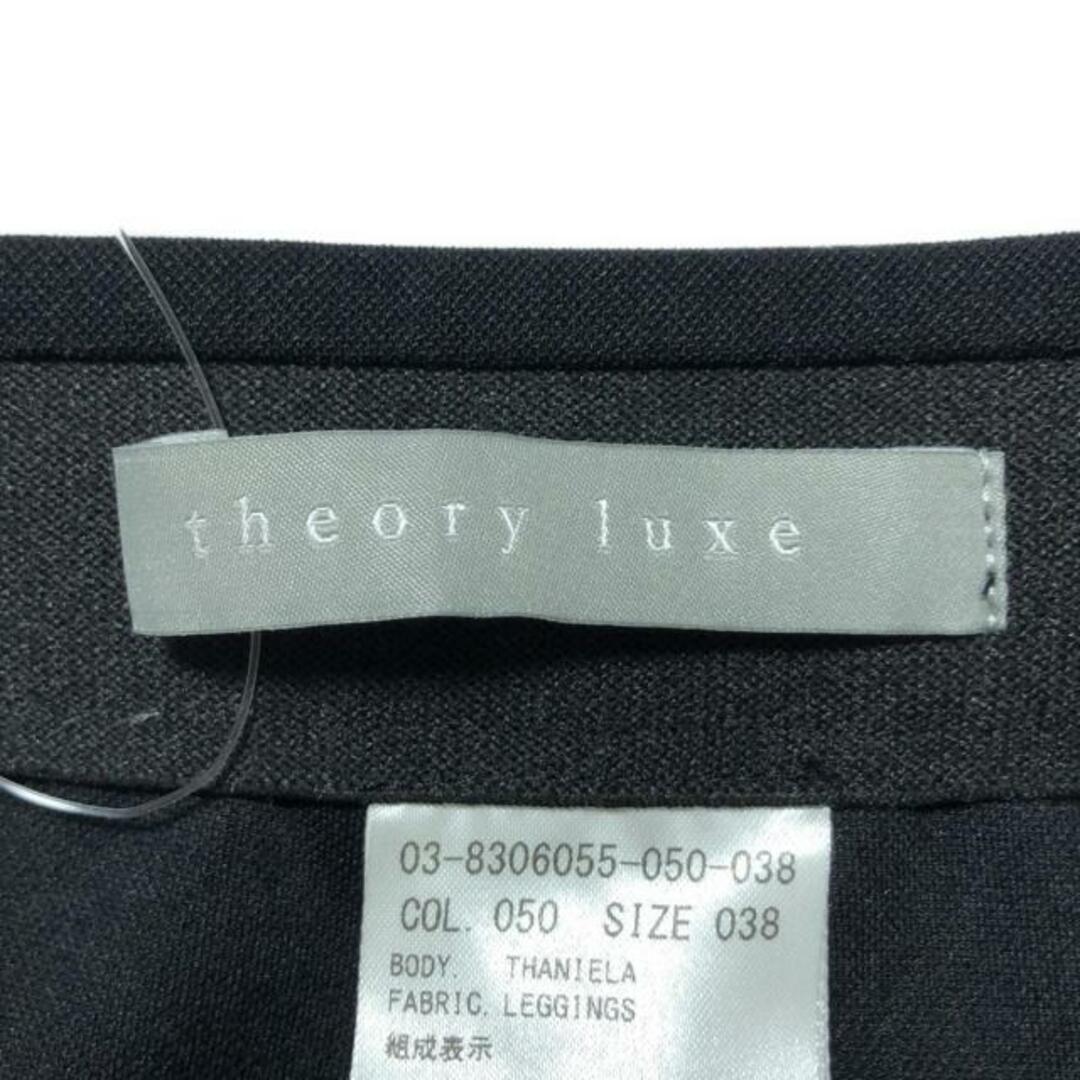 theory luxe
03-8306055-050-038
COL. 050 SIZE 038
BODY. THANIELA
FABRIC. LEGGINGS
組成表示